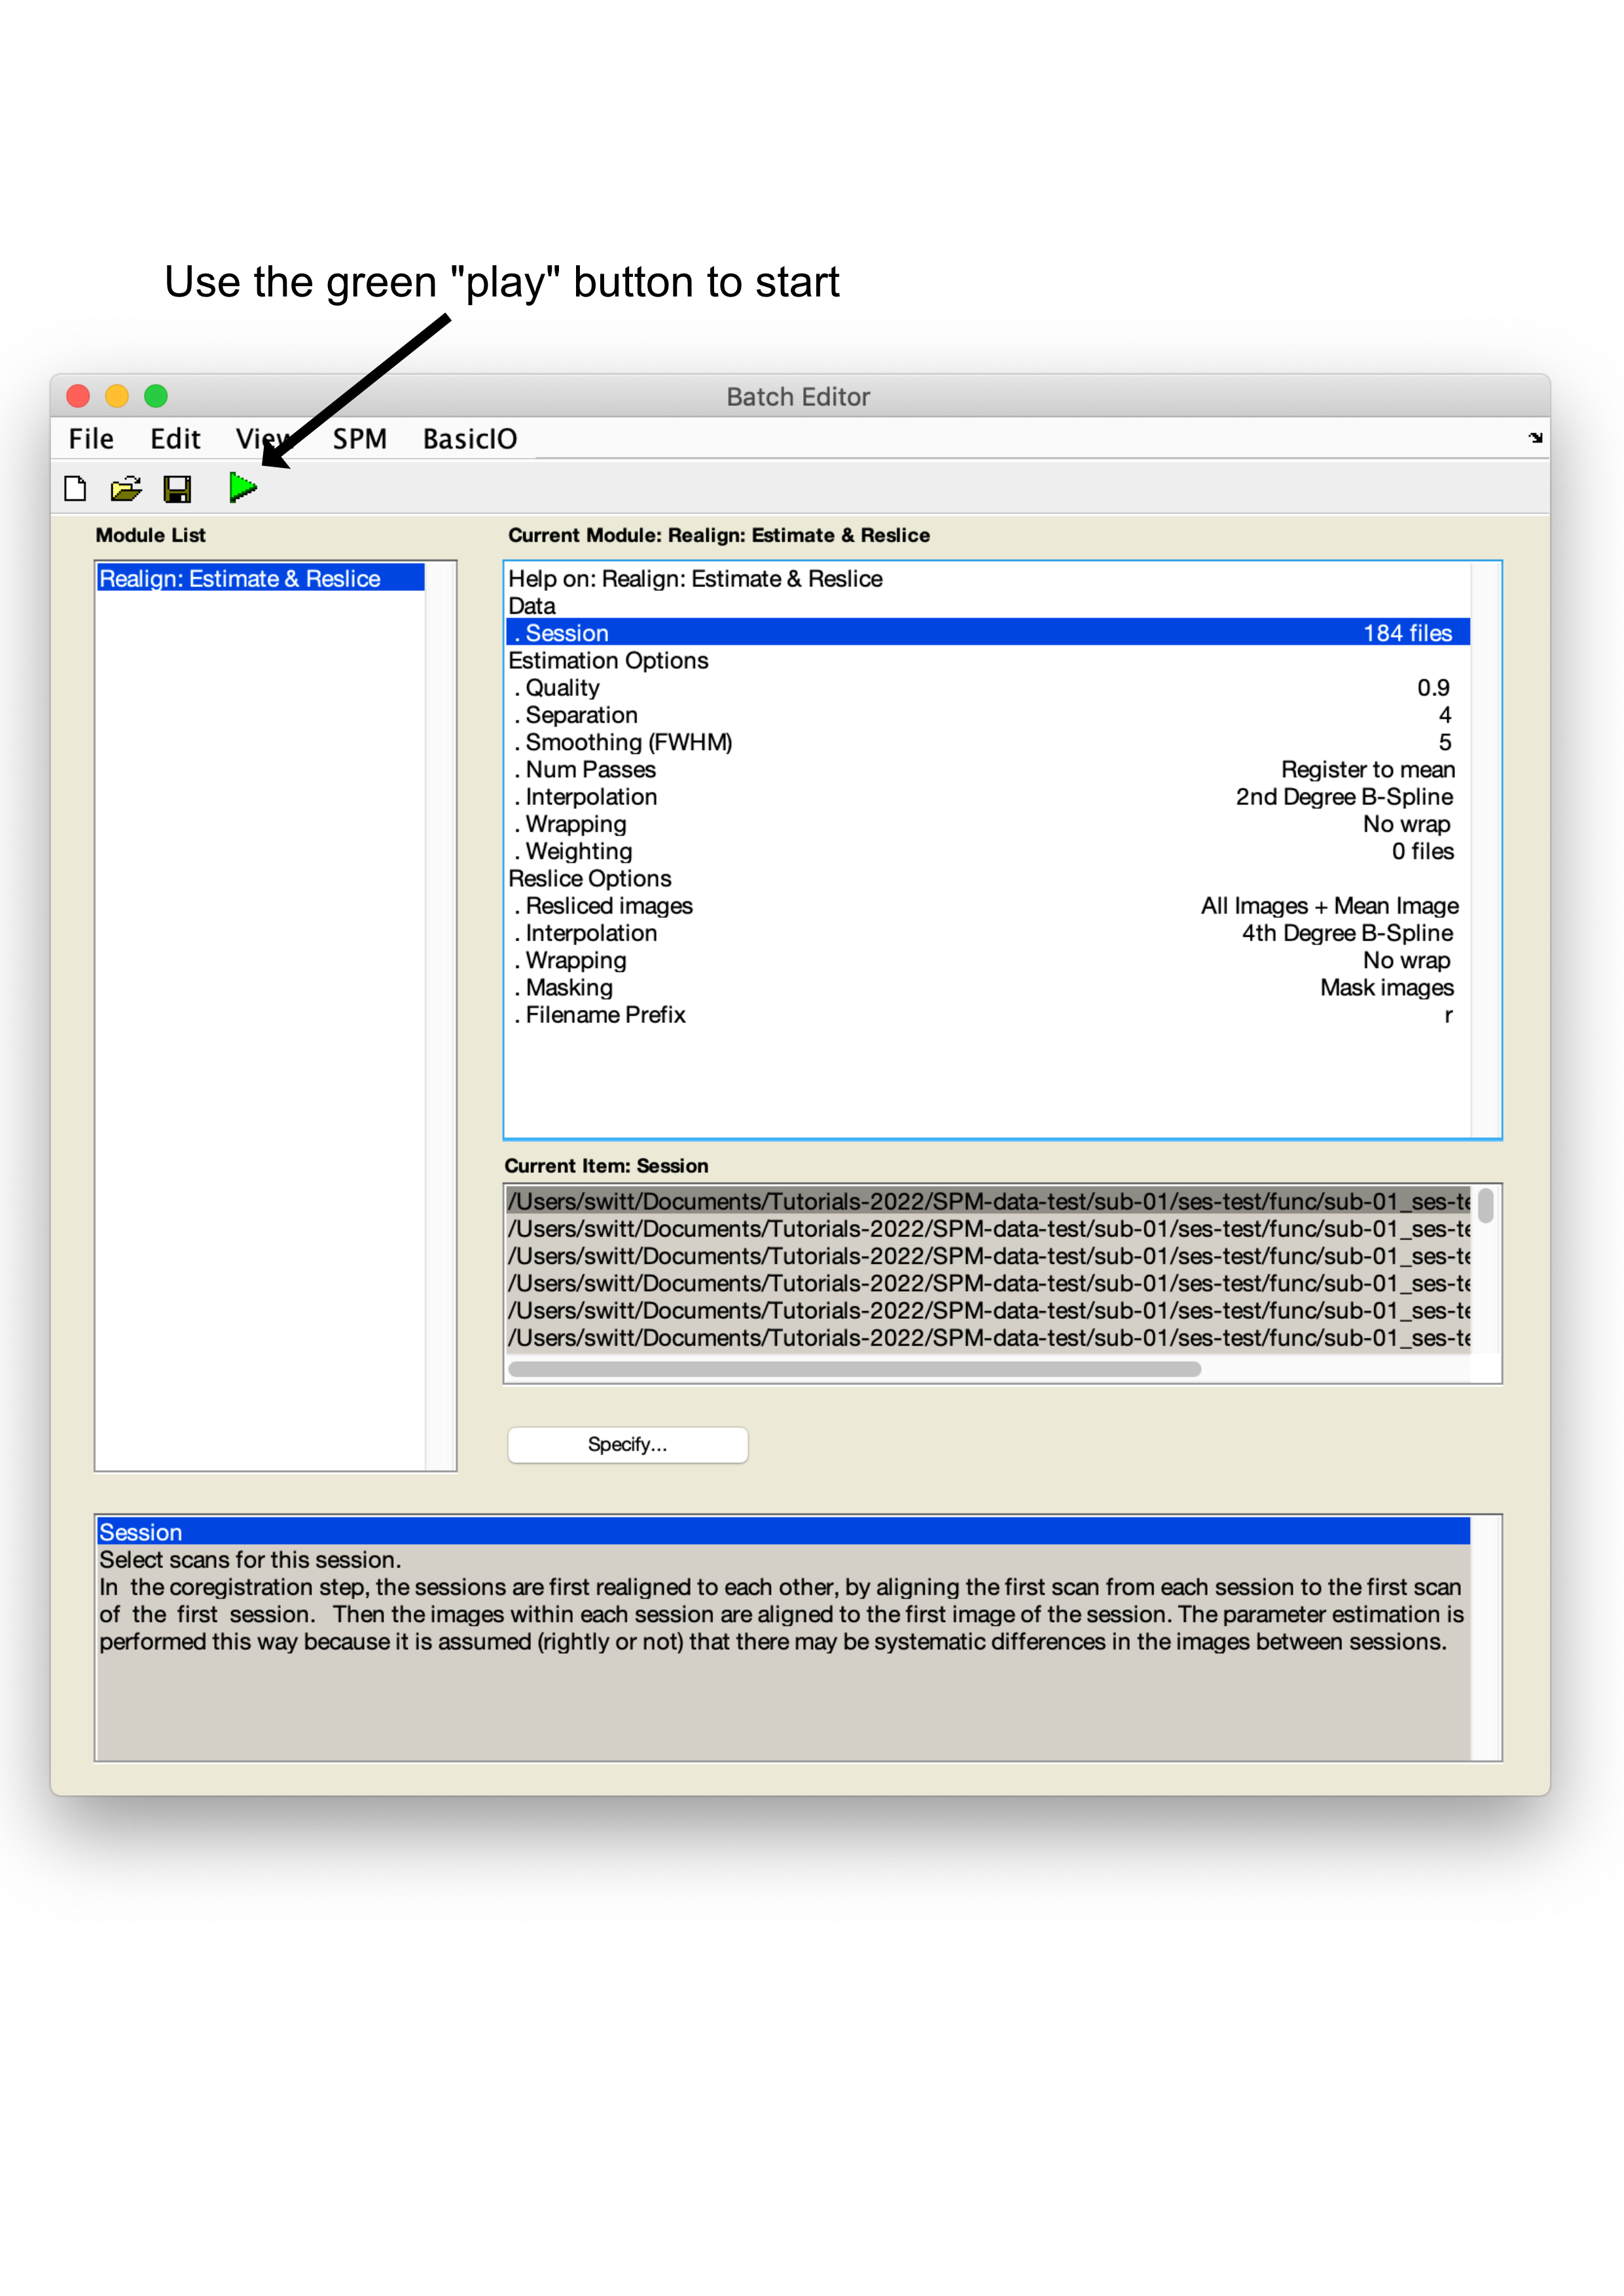 Use the green "play" button to start
Batch Editor
File Edit View SPM BasicIO
Module List
Realign: Estimate & Reslice
Current Module: Realign: Estimate & Reslice
Help on: Realign: Estimate & Reslice
Data
. Session 184 files
Estimation Options
. Quality 0.9
. Separation 4
. Smoothing (FWHM) 5
. Num Passes Register to mean
. Interpolation 2nd Degree B-Spline
. Wrapping No wrap
. Weighting 0 files
Reslice Options
. Resliced images All Images + Mean Image
. Interpolation 4th Degree B-Spline
. Wrapping No wrap
. Masking Mask images
. Filename Prefix r
Current Item: Session
/Users/switt/Documents/Tutorials-2022/SPM-data-test/sub-01/ses-test/func/sub-01_ses-te
/Users/switt/Documents/Tutorials-2022/SPM-data-test/sub-01/ses-test/func/sub-01_ses-te
/Users/switt/Documents/Tutorials-2022/SPM-data-test/sub-01/ses-test/func/sub-01_ses-te
/Users/switt/Documents/Tutorials-2022/SPM-data-test/sub-01/ses-test/func/sub-01_ses-te
/Users/switt/Documents/Tutorials-2022/SPM-data-test/sub-01/ses-test/func/sub-01_ses-te
/Users/switt/Documents/Tutorials-2022/SPM-data-test/sub-01/ses-test/func/sub-01_ses-te
Specify...
Session
Select scans for this session.
In the coregistration step, the sessions are first realigned to each other, by aligning the first scan from each session to the first scan
of the first session. Then the images within each session are aligned to the first image of the session. The parameter estimation is
performed this way because it is assumed (rightly or not) that there may be systematic differences in the images between sessions.